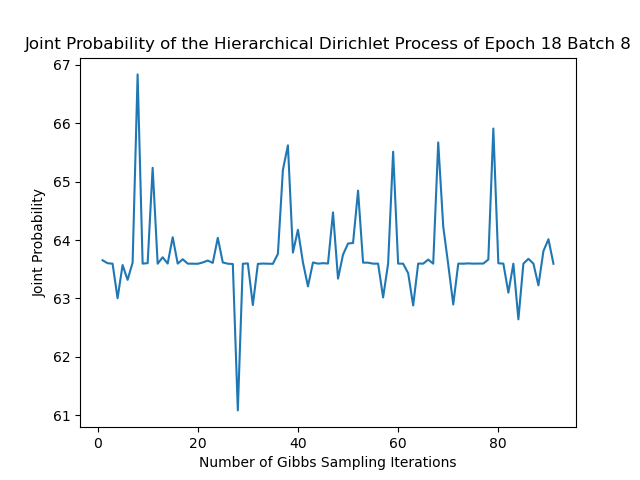 Joint Probability of the Hierarchical Dirichlet Process of Epoch 18 Batch 8
67
66
65
64
63
62
61
Joint Probability
0 20 40 60 80
Number of Gibbs Sampling Iterations